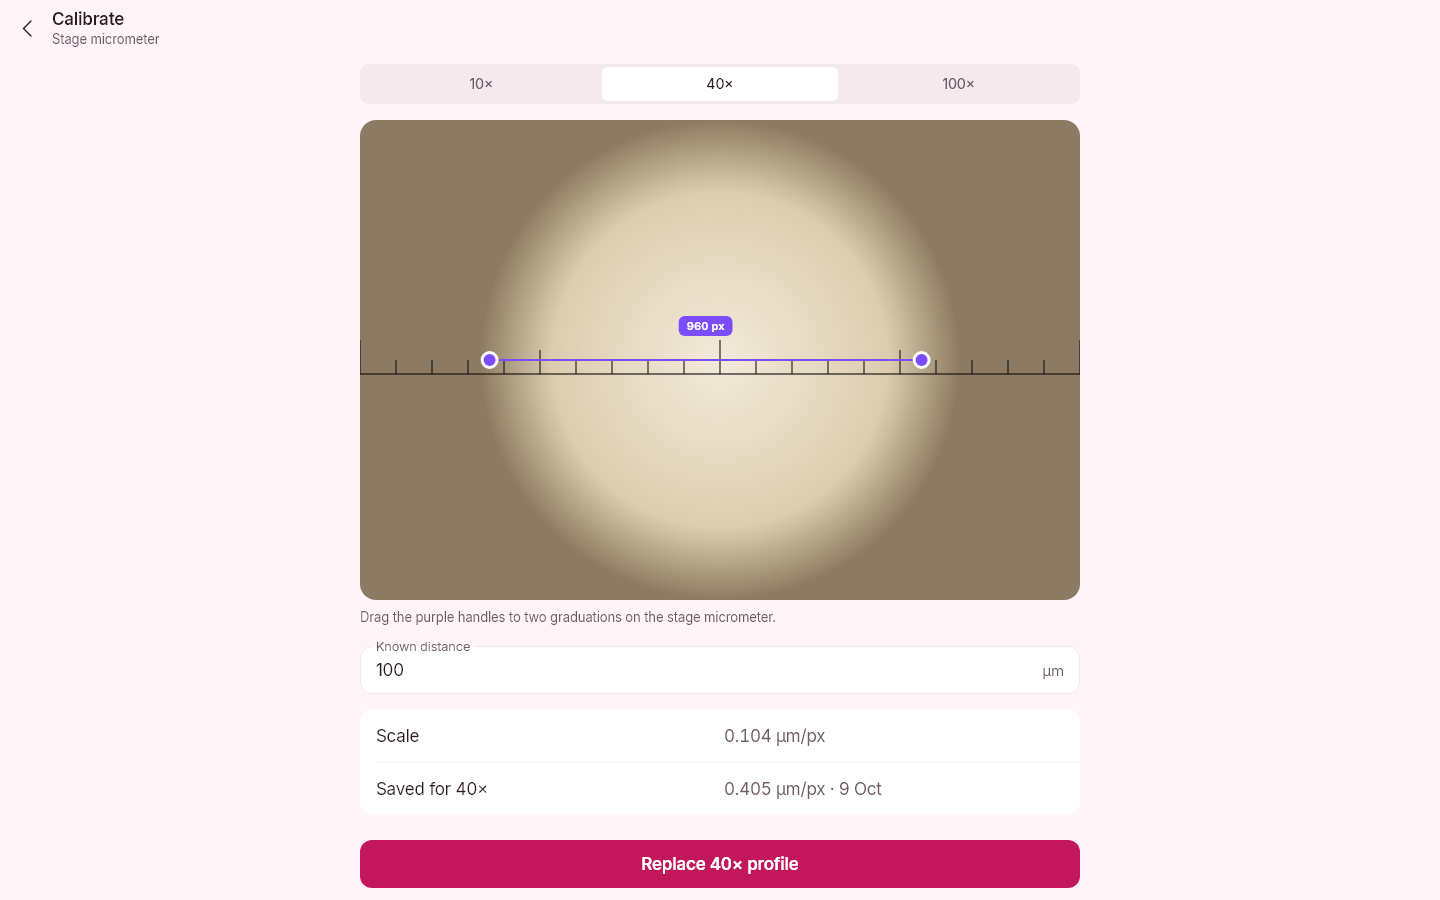 Calibrate
Stage micrometer
10×
40×
100×
960 px
Drag the purple handles to two graduations on the stage micrometer.
Known distance
100
µm
Scale
0.104 µm/px
Saved for 40×
0.405 µm/px · 9 Oct
Replace 40× profile